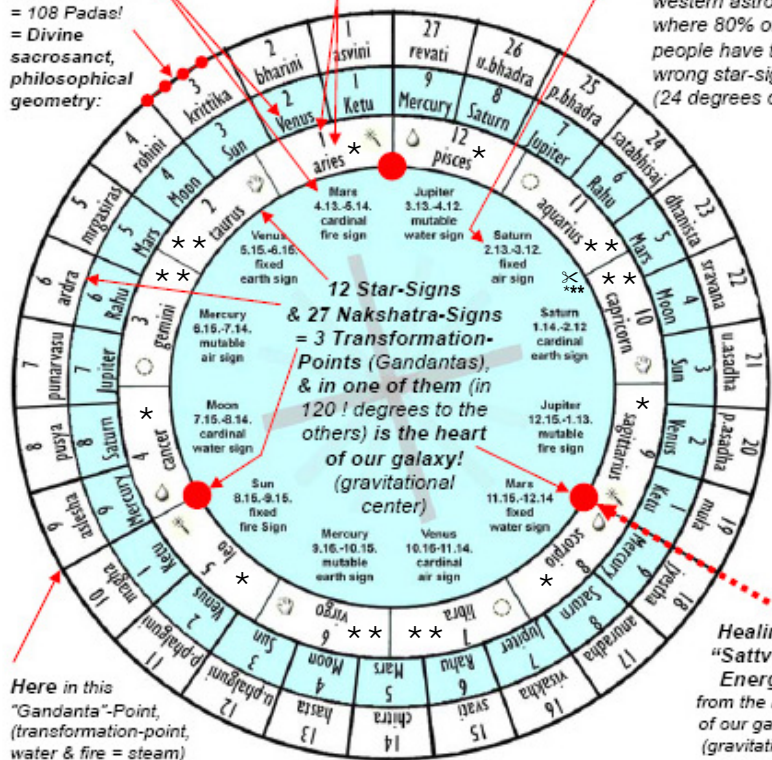 = 108 Padas!
= Divine
sacrosanct,
philosophical
geometry:
western astro
where 80% o
people have t
wrong star-sig
(24 degrees o
1 asvini
2 bharini
3 krittika
4 rohini
5 mrgasiras
6 ardra
7 punarvasu
8 pusya
9 aslesha
10 magha
11 p.phalguni
12 u.phalguni
13 hasta
14 chitra
15 svati
16 visakha
17 anuradha
18 jyestha
19 mula
20 p.asadha
21 u.asadha
22 sravana
23 dhanistra
24 satabhisaj
25 p.bhadra
26 u.bhadra
27 revati
1 Ketu
2 Venus
3 Sun
4 Moon
5 Mars
6 Rahu
7 Jupiter
8 Saturn
9 Mercury
1 Ketu
2 Venus
3 Sun
4 Moon
5 Mars
6 Rahu
7 Jupiter
8 Saturn
9 Mercury
1 Ketu
2 Venus
3 Sun
4 Moon
5 Mars
6 Rahu
7 Jupiter
8 Saturn
9 Mercury
1 aries *
2 taurus **
3 gemini **
4 cancer *
5 leo *
6 virgo **
7 libra **
8 scorpio *
9 sagittarius *
10 capricorn **
11 aquarius **
12 pisces *
Mars
4.13.-5.14.
cardinal
fire sign
Venus
5.15.-6.15.
fixed
earth sign
Mercury
6.15.-7.14.
mutable
air sign
Moon
7.15.-8.14.
cardinal
water sign
Sun
8.15.-9.15.
fixed
fire Sign
Mercury
9.16.-10.15.
mutable
earth sign
Venus
10.16-11.14.
cardinal
air sign
Mars
11.15.-12.14
fixed
water sign
Jupiter
12.15.-1.13.
mutable
fire sign
Saturn
1.14.-2.12
cardinal
earth sign
Saturn
2.13.-3.12.
fixed
air sign
Jupiter
3.13.-4.12.
mutable
water sign
***
12 Star-Signs
& 27 Nakshatra-Signs
= 3 Transformation-
Points (Gandantas),
& in one of them (in
120 ! degrees to the
others) is the heart
of our galaxy!
(gravitational
center)
Here in this
"Gandanta"-Point,
(transformation-point,
water & fire = steam)
Healin
"Sattv
Energ
from the
of our ga
(gravitat